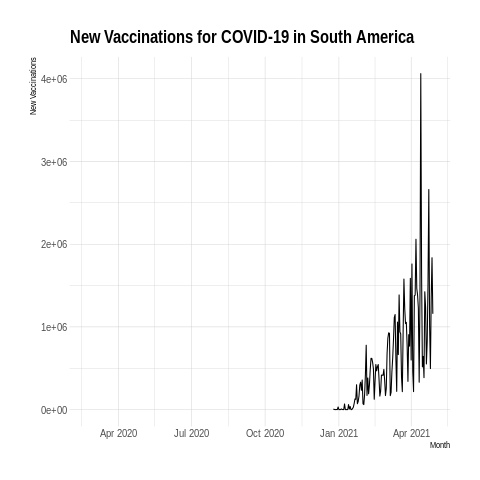 New Vaccinations for COVID-19 in South America
New Vaccinations
4e+06
3e+06
2e+06
1e+06
0e+00
Apr 2020 Jul 2020 Oct 2020 Jan 2021 Apr 2021
Month